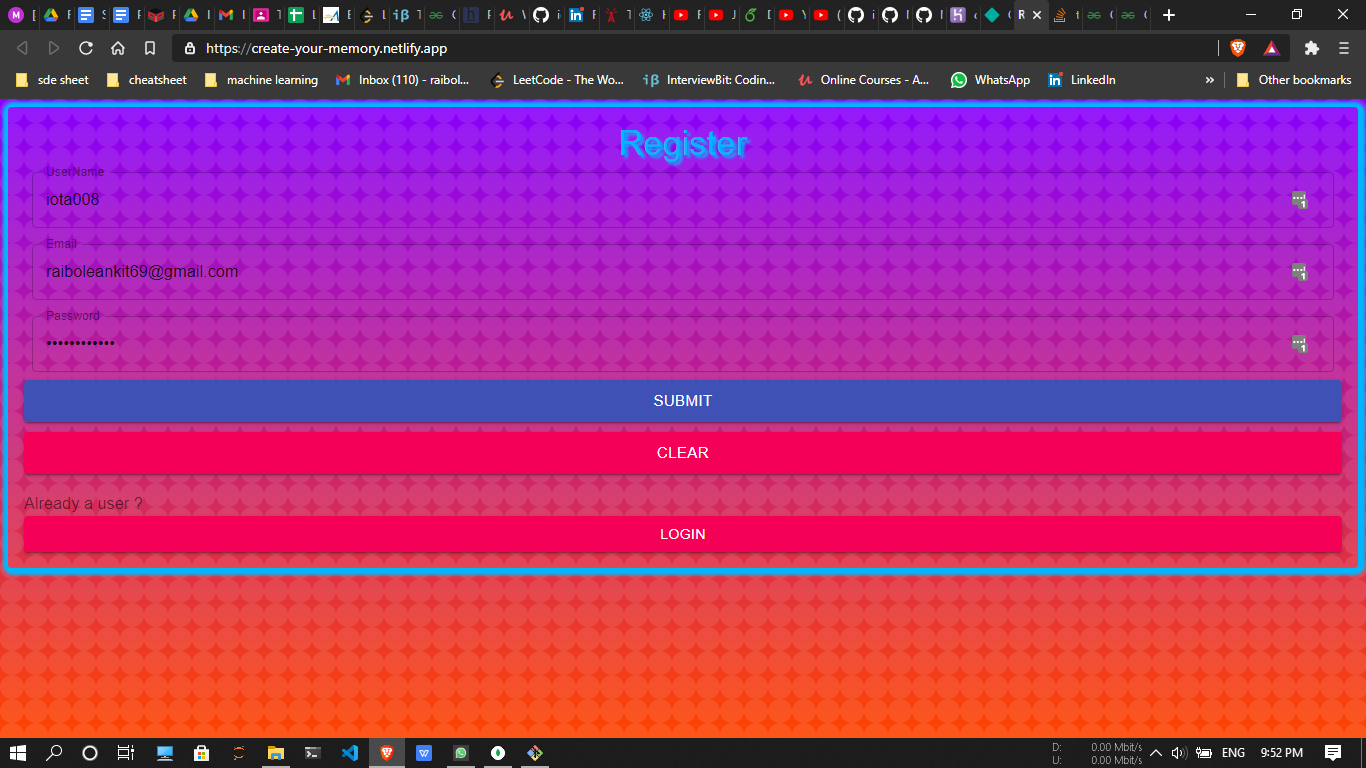 https://create-your-memory.netlify.app
sde sheet
cheatsheet
machine learning
Inbox (110) - raibol...
LeetCode - The Wo...
InterviewBit: Codin...
Online Courses - A...
WhatsApp
LinkedIn
»
Other bookmarks
Register
UserName
iota008
Email
raiboleankit69@gmail.com
Password
••••••••••••
SUBMIT
CLEAR
Already a user ?
LOGIN
D: 0.00 Mbit/s
U: 0.00 Mbit/s
ENG
9:52 PM